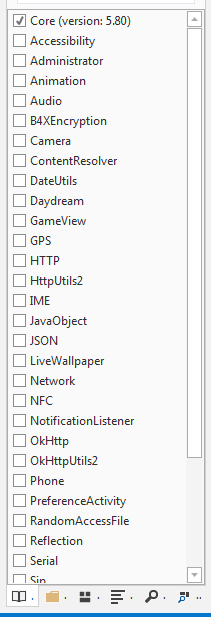 Core (version: 5.80)
Accessibility
Administrator
Animation
Audio
B4XEncryption
Camera
ContentResolver
DateUtils
Daydream
GameView
GPS
HTTP
HttpUtils2
IME
JavaObject
JSON
LiveWallpaper
Network
NFC
NotificationListener
OkHttp
OkHttpUtils2
Phone
PreferenceActivity
RandomAccessFile
Reflection
Serial
Sip